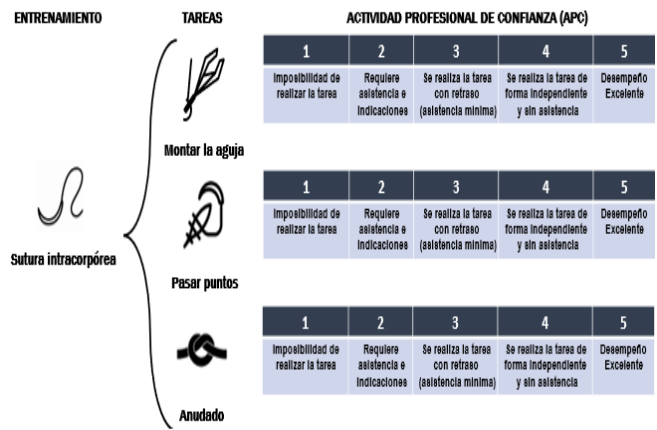 ENTRENAMIENTO TAREAS ACTIVIDAD PROFESIONAL DE CONFIANZA (APC)
1 2 3 4 5
Imposibilidad de Requiere Se realiza la tarea Se realiza la tarea de Desempeño
realizar la tarea asistencia e con retraso forma independiente Excelente
indicaciones (asistencia mínima) y sin asistencia
Montar la aguja
1 2 3 4 5
Imposibilidad de Requiere Se realiza la tarea Se realiza la tarea de Desempeño
realizar la tarea asistencia e con retraso forma independiente Excelente
indicaciones (asistencia mínima) y sin asistencia
Sutura intracorpórea
Pasar puntos
1 2 3 4 5
Imposibilidad de Requiere Se realiza la tarea Se realiza la tarea de Desempeño
realizar la tarea asistencia e con retraso forma independiente Excelente
indicaciones (asistencia mínima) y sin asistencia
Anudado